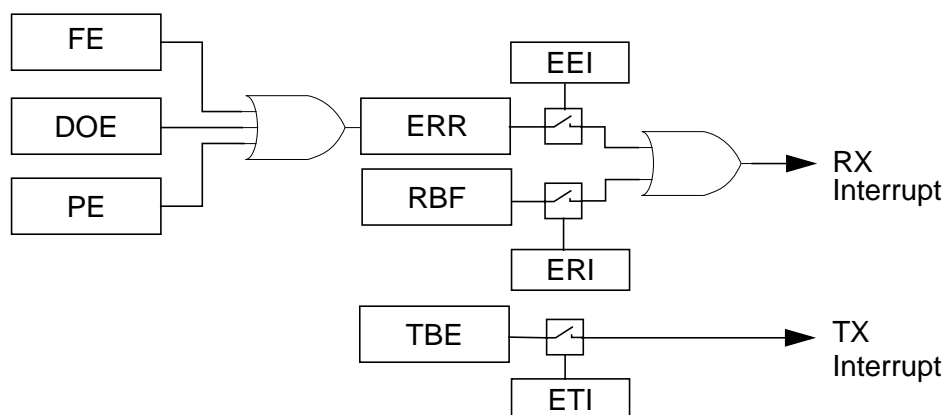 FE
EEI
DOE
ERR
RX
Interrupt
PE
RBF
ERI
TBE
TX
Interrupt
ETI